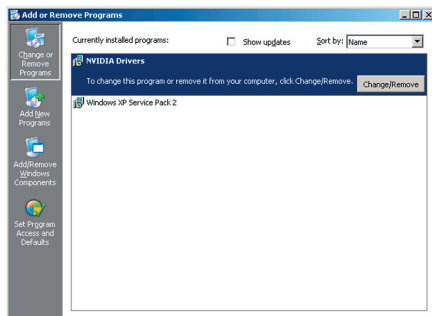 Add or Remove Programs
Change or
Remove
Programs
Add New
Programs
Add/Remove
Windows
Components
Set Program
Access and
Defaults
Currently installed programs:
Show updates
Sort by: Name
NVIDIA Drivers
To change this program or remove it from your computer, click Change/Remove.
Change/Remove
Windows XP Service Pack 2